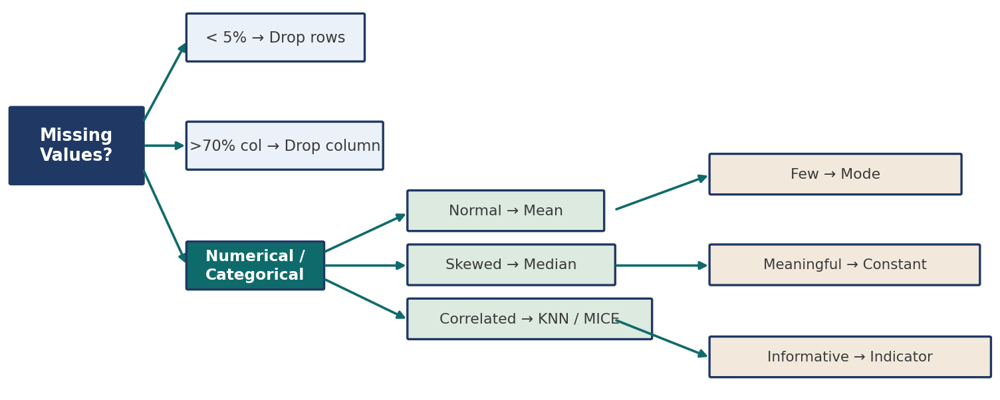 Missing
Values?
< 5% → Drop rows
>70% col → Drop column
Numerical /
Categorical
Normal → Mean
Skewed → Median
Correlated → KNN / MICE
Few → Mode
Meaningful → Constant
Informative → Indicator